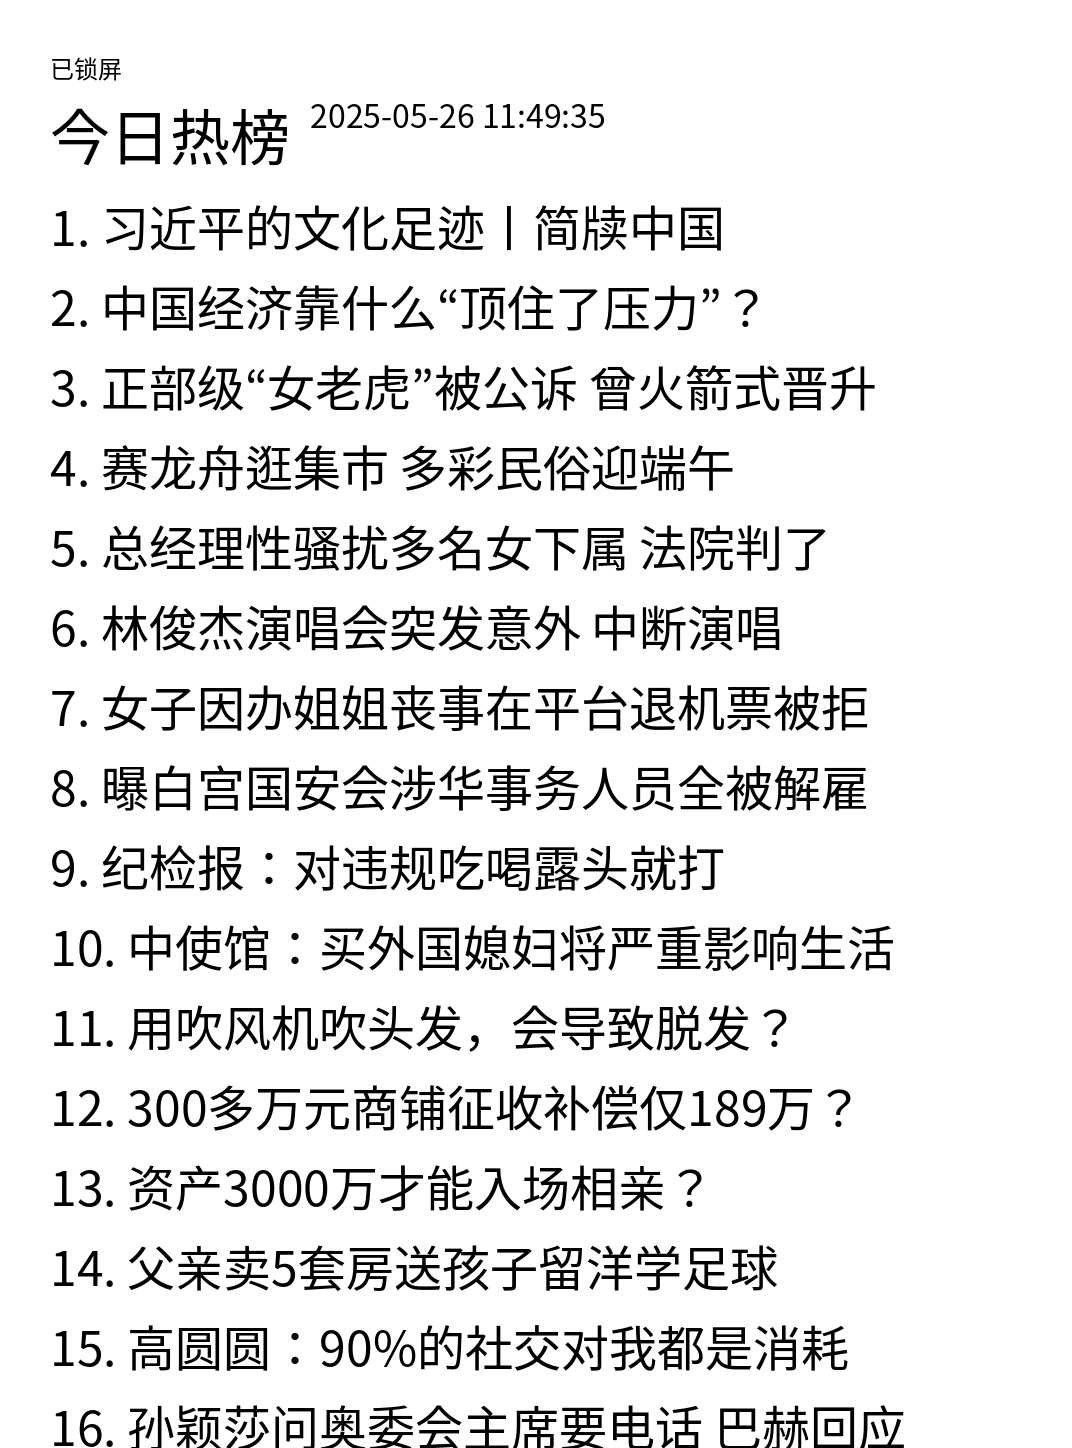 已锁屏
今日热榜 2025-05-26 11:49:35
1. 习近平的文化足迹丨简牍中国
2. 中国经济靠什么“顶住了压力”？
3. 正部级“女老虎”被公诉 曾火箭式晋升
4. 赛龙舟逛集市 多彩民俗迎端午
5. 总经理性骚扰多名女下属 法院判了
6. 林俊杰演唱会突发意外 中断演唱
7. 女子因办姐姐丧事在平台退机票被拒
8. 曝白宫国安会涉华事务人员全被解雇
9. 纪检报：对违规吃喝露头就打
10. 中使馆：买外国媳妇将严重影响生活
11. 用吹风机吹头发，会导致脱发？
12. 300多万元商铺征收补偿仅189万？
13. 资产3000万才能入场相亲？
14. 父亲卖5套房送孩子留洋学足球
15. 高圆圆：90%的社交对我都是消耗
16. 孙颖莎问奥委会主席要电话 巴赫回应